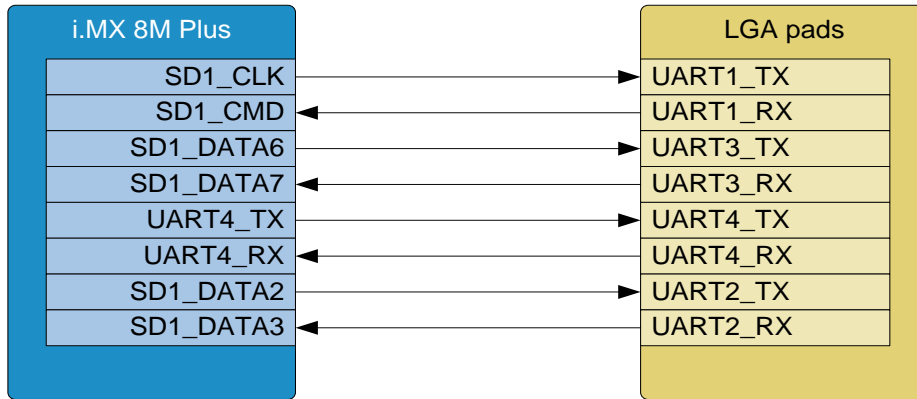 i.MX 8M Plus
LGA pads
SD1_CLK
UART1_TX
SD1_CMD
UART1_RX
SD1_DATA6
UART3_TX
SD1_DATA7
UART3_RX
UART4_TX
UART4_TX
UART4_RX
UART4_RX
SD1_DATA2
UART2_TX
SD1_DATA3
UART2_RX